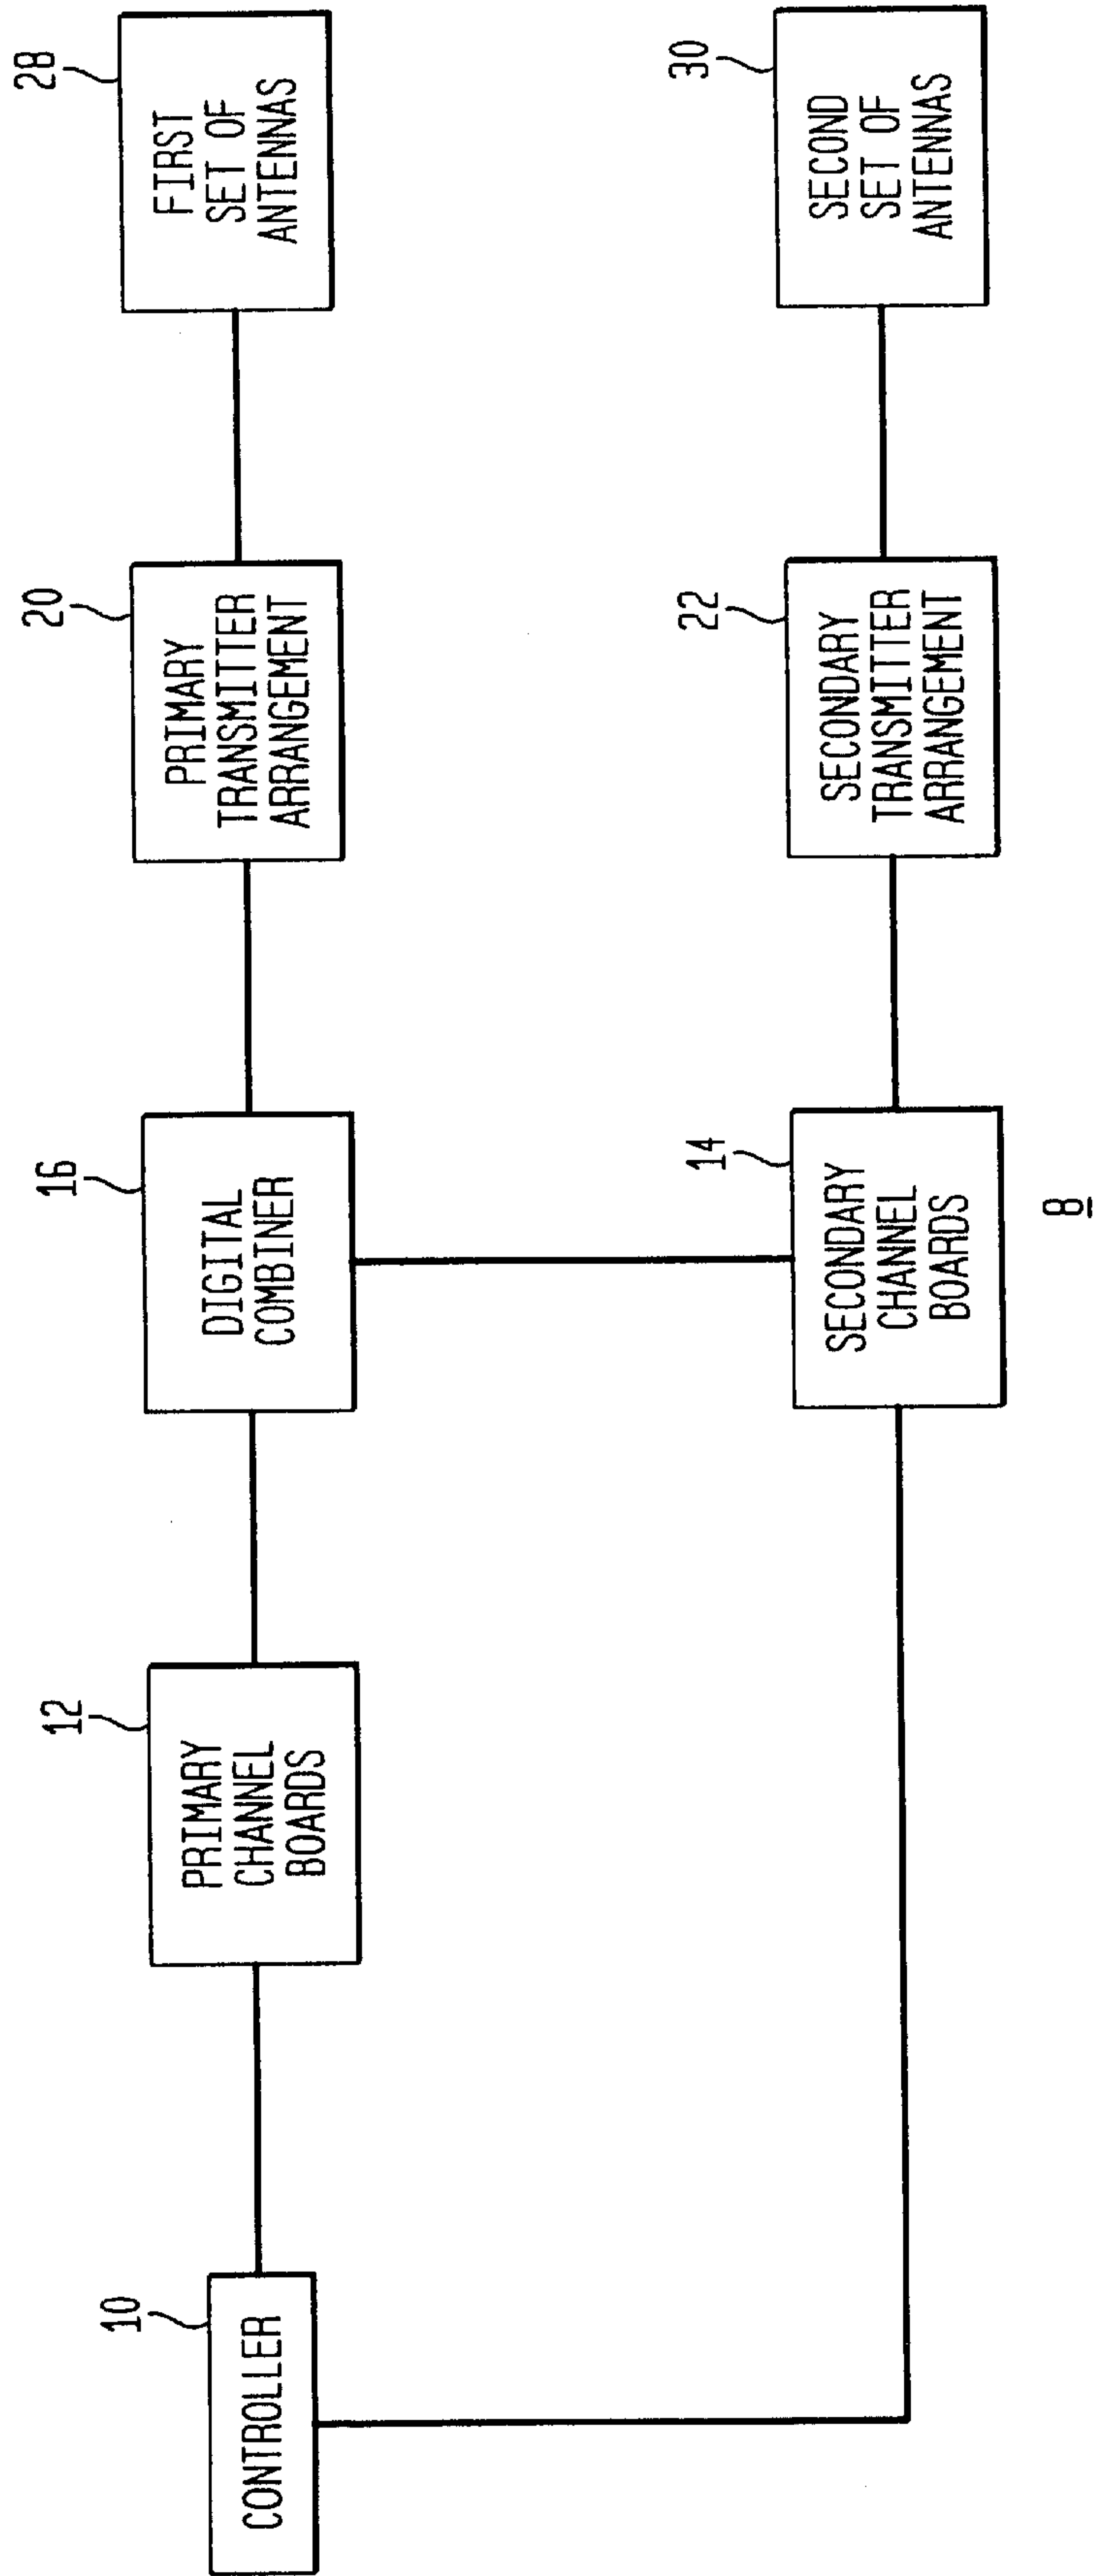 10
CONTROLLER
12
PRIMARY
CHANNEL
BOARDS
16
DIGITAL
COMBINER
20
PRIMARY
TRANSMITTER
ARRANGEMENT
28
FIRST
SET OF
ANTENNAS
14
SECONDARY
CHANNEL
BOARDS
22
SECONDARY
TRANSMITTER
ARRANGEMENT
30
SECOND
SET OF
ANTENNAS
8